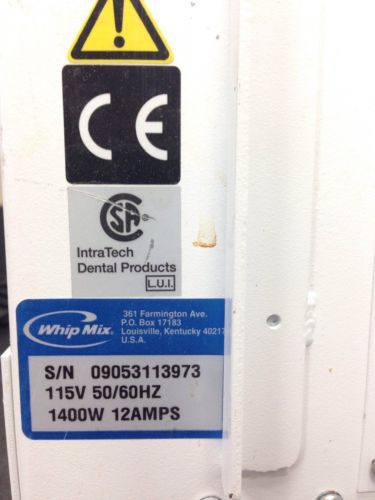 CE
CSA
IntraTech
Dental Products
L.U.I.
Whip Mix
361 Farmington Ave.
P.O. Box 17183
Louisville, Kentucky 40217
U.S.A.
S/N 09053113973
115V 50/60HZ
1400W 12AMPS